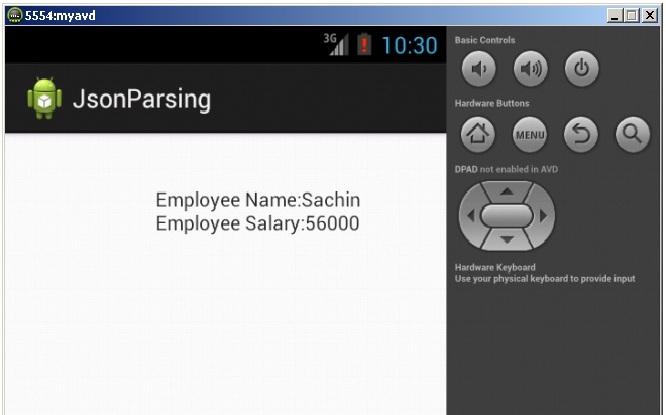 5554:myavd
3G
10:30
JsonParsing
Employee Name:Sachin
Employee Salary:56000
Basic Controls
Hardware Buttons
MENU
DPAD not enabled in AVD
Hardware Keyboard
Use your physical keyboard to provide input